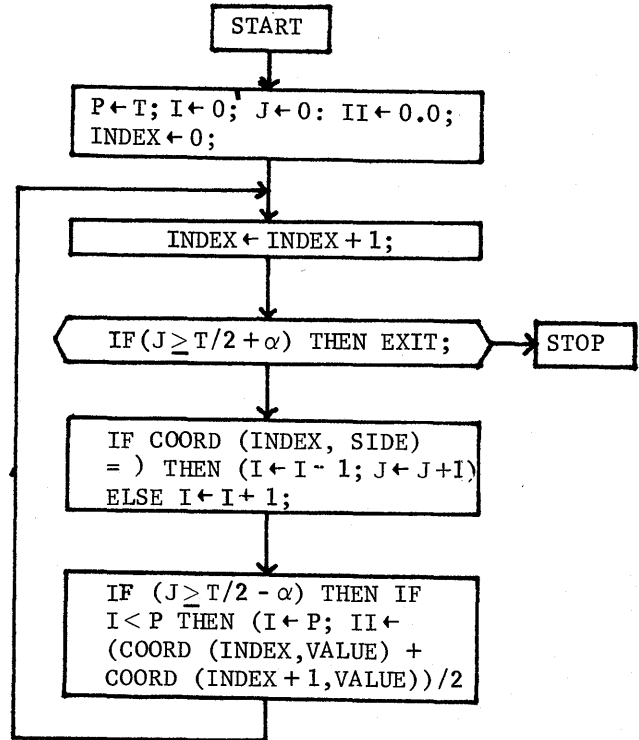 START
P←T; I←0; J←0: II←0.0;
INDEX←0;
INDEX←INDEX+1;
IF(J≥T/2+α) THEN EXIT;
STOP
IF COORD (INDEX, SIDE)
= ) THEN (I←I-1; J←J+1)
ELSE I←I+1;
IF (J≥T/2-α) THEN IF
I<P THEN (I←P; II←
(COORD (INDEX,VALUE) +
COORD (INDEX+1,VALUE))/2